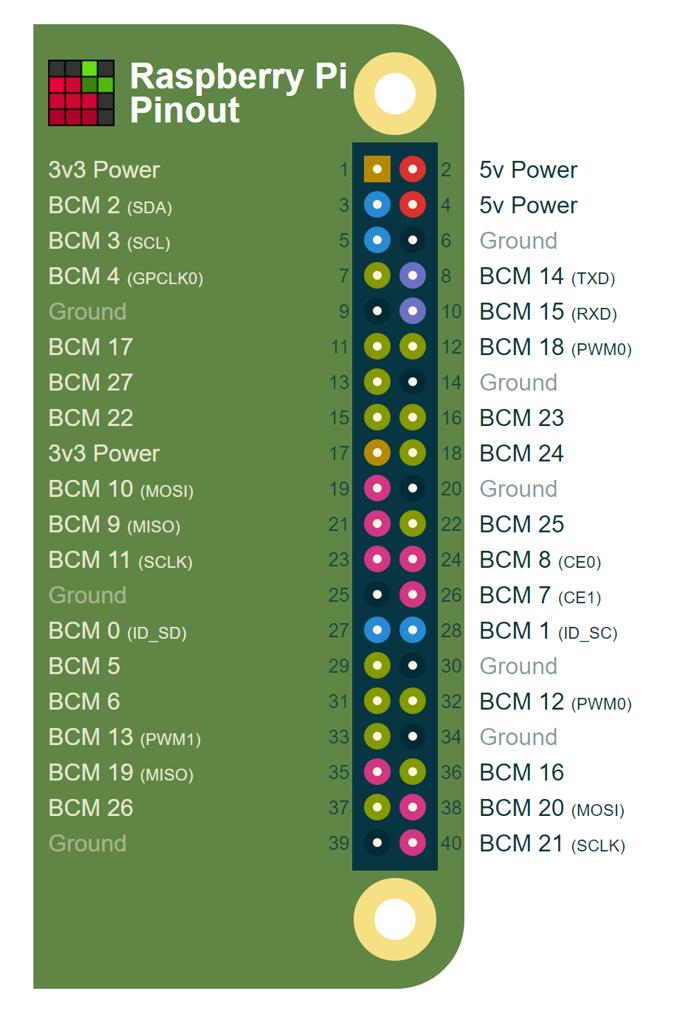 Raspberry Pi
Pinout
3v3 Power 1 2 5v Power
BCM 2 (SDA) 3 4 5v Power
BCM 3 (SCL) 5 6 Ground
BCM 4 (GPCLK0) 7 8 BCM 14 (TXD)
Ground 9 10 BCM 15 (RXD)
BCM 17 11 12 BCM 18 (PWM0)
BCM 27 13 14 Ground
BCM 22 15 16 BCM 23
3v3 Power 17 18 BCM 24
BCM 10 (MOSI) 19 20 Ground
BCM 9 (MISO) 21 22 BCM 25
BCM 11 (SCLK) 23 24 BCM 8 (CE0)
Ground 25 26 BCM 7 (CE1)
BCM 0 (ID_SD) 27 28 BCM 1 (ID_SC)
BCM 5 29 30 Ground
BCM 6 31 32 BCM 12 (PWM0)
BCM 13 (PWM1) 33 34 Ground
BCM 19 (MISO) 35 36 BCM 16
BCM 26 37 38 BCM 20 (MOSI)
Ground 39 40 BCM 21 (SCLK)